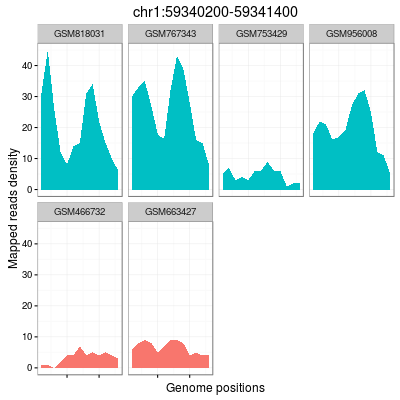 chr1:59340200-59341400
GSM818031 GSM767343 GSM753429 GSM956008
40
30
20
10
0
GSM466732 GSM663427
40
30
20
10
0
Mapped reads density
Genome positions